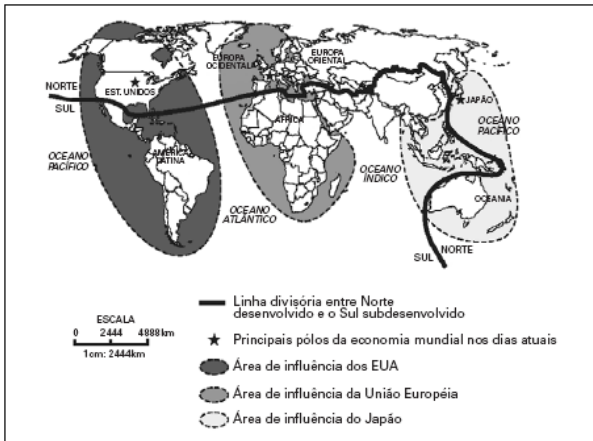 EUROPA
OCIDENTAL
EUROPA
ORIENTAL
NORTE
SUL
EST. UNIDOS
JAPÃO
OCEANO
PACÍFICO
ÁFRICA
AMÉRICA
LATINA
OCEANO
PACÍFICO
OCEANO
ÍNDICO
OCEANO
ATLÂNTICO
OCEANIA
SUL
NORTE
ESCALA
0 2444 4888km
1cm: 2444km
Linha divisória entre Norte
desenvolvido e o Sul subdesenvolvido
Principais pólos da economia mundial nos dias atuais
Área de influência dos EUA
Área de influência da União Européia
Área de influência do Japão